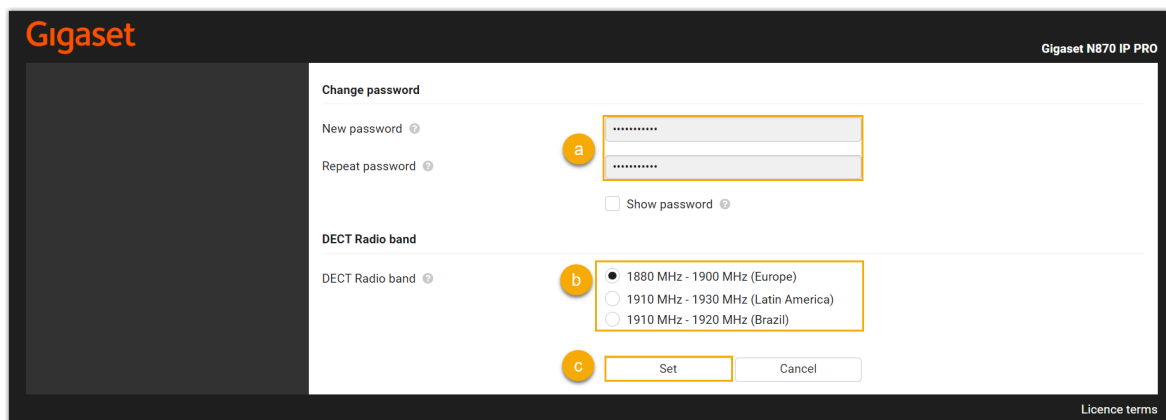 Gigaset
Gigaset N870 IP PRO
Change password
New password ?
•••••••••••
a
Repeat password ?
•••••••••••
Show password ?
DECT Radio band
DECT Radio band ?
b
1880 MHz - 1900 MHz (Europe)
1910 MHz - 1930 MHz (Latin America)
1910 MHz - 1920 MHz (Brazil)
c
Set
Cancel
Licence terms